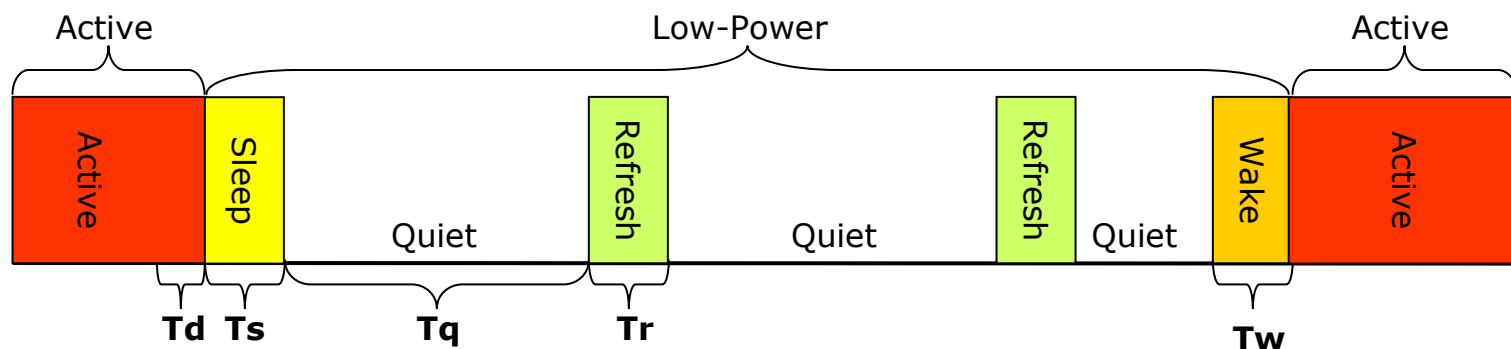 Active Low-Power Active
Active Sleep Refresh Refresh Wake Active
Quiet Quiet Quiet
Td Ts Tq Tr Tw